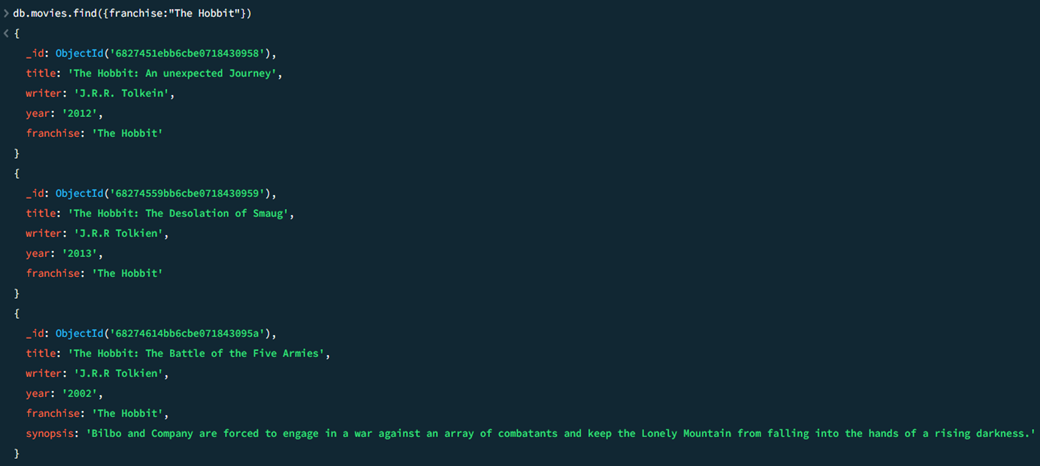 > db.movies.find({franchise:"The Hobbit"})
< {
_id: ObjectId('6827451ebb6cbe0718430958'),
title: 'The Hobbit: An unexpected Journey',
writer: 'J.R.R. Tolkein',
year: '2012',
franchise: 'The Hobbit'
}
{
_id: ObjectId('68274559bb6cbe0718430959'),
title: 'The Hobbit: The Desolation of Smaug',
writer: 'J.R.R Tolkien',
year: '2013',
franchise: 'The Hobbit'
}
{
_id: ObjectId('68274614bb6cbe071843095a'),
title: 'The Hobbit: The Battle of the Five Armies',
writer: 'J.R.R Tolkien',
year: '2002',
franchise: 'The Hobbit',
synopsis: 'Bilbo and Company are forced to engage in a war against an array of combatants and keep the Lonely Mountain from falling into the hands of a rising darkness.'
}